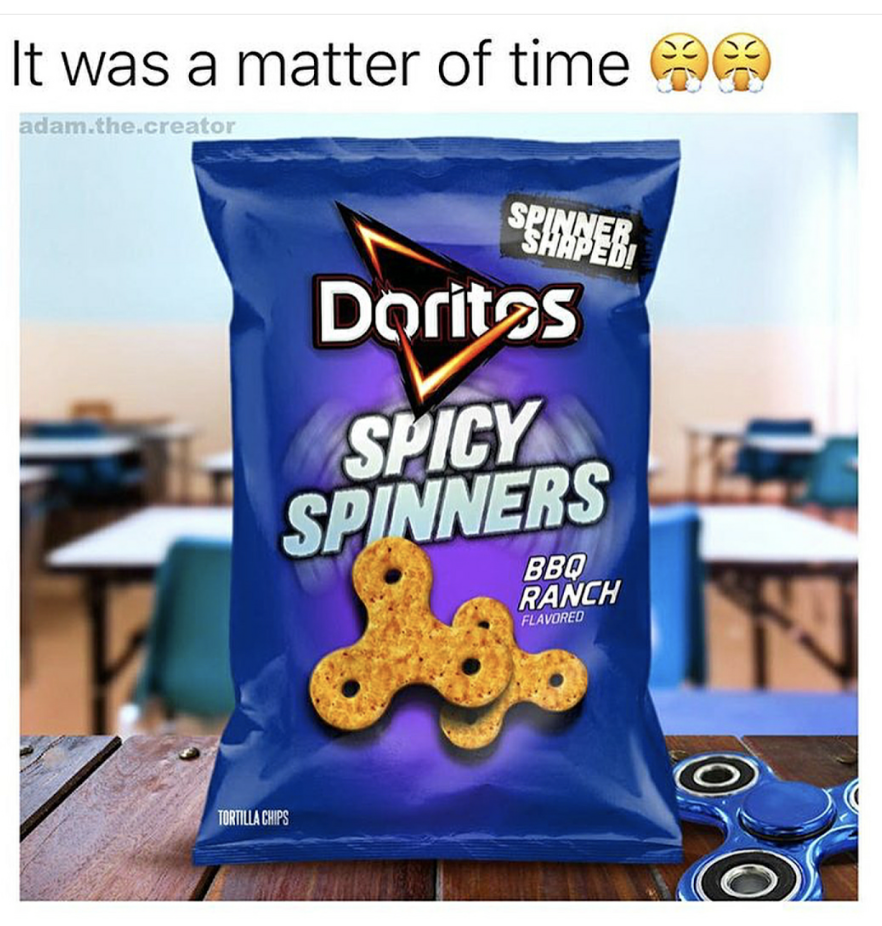 It was a matter of time 😤😤
adam.the.creator
SPINNER
SHAPED!
Doritos
SPICY
SPINNERS
BBQ
RANCH
FLAVORED
TORTILLA CHIPS